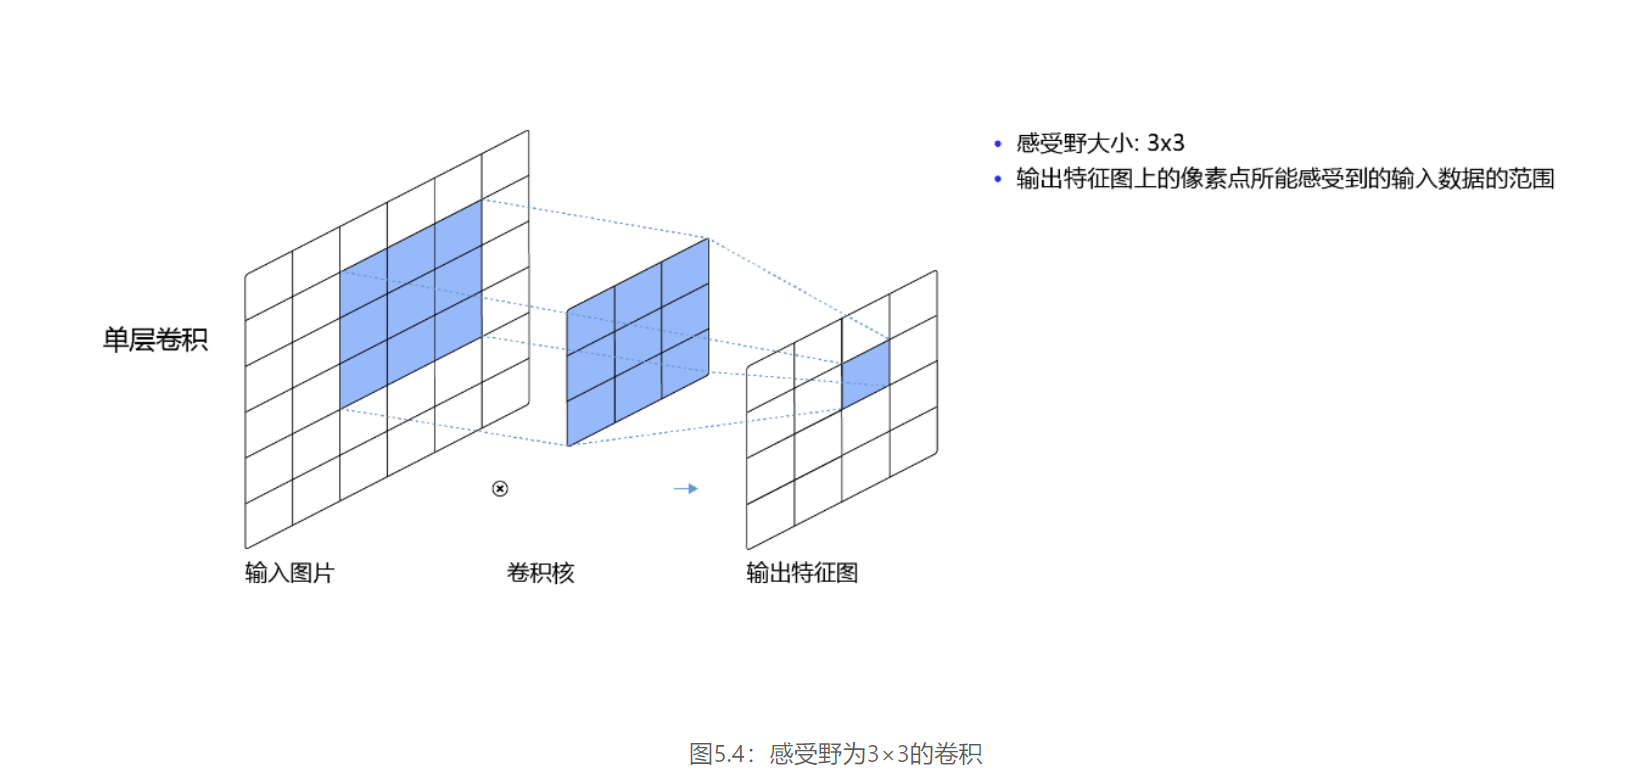 感受野大小: 3x3
输出特征图上的像素点所能感受到的输入数据的范围
单层卷积
输入图片
卷积核
输出特征图
图5.4：感受野为3×3的卷积